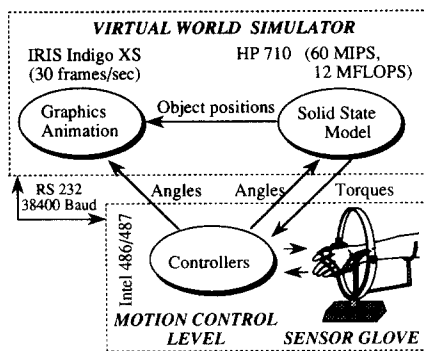 VIRTUAL WORLD SIMULATOR
IRIS Indigo XS
(30 frames/sec)
HP 710 (60 MIPS,
12 MFLOPS)
Graphics
Animation
Object positions
Solid State
Model
RS 232
38400 Baud
Angles
Angles
Torques
Intel 486/487
Controllers
MOTION CONTROL
LEVEL
SENSOR GLOVE